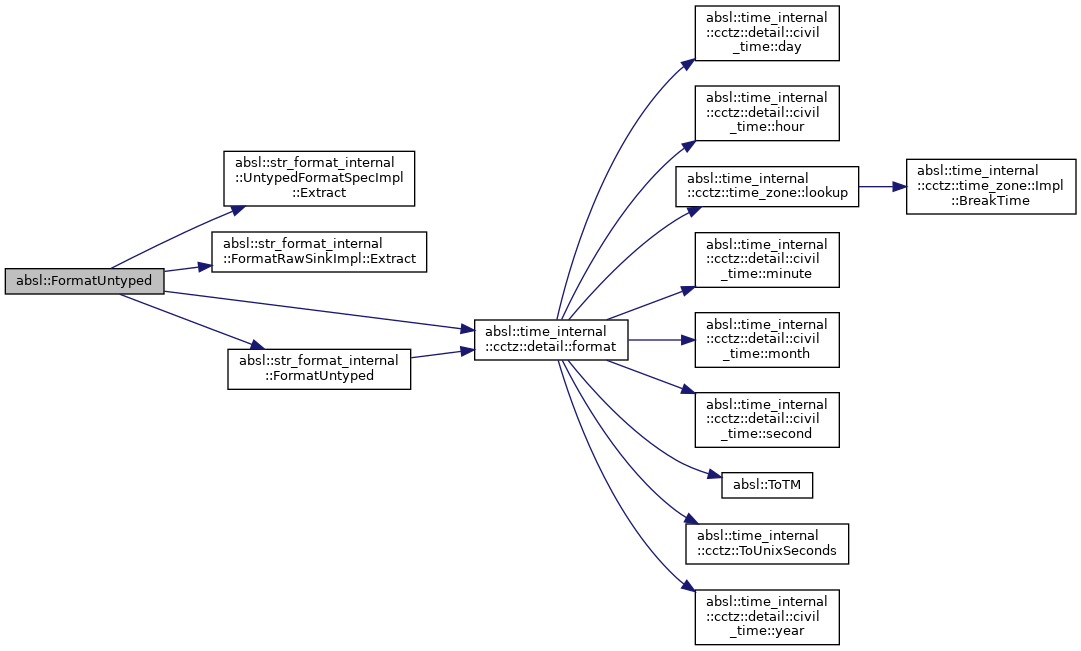 absl::FormatUntyped
absl::str_format_internal
::UntypedFormatSpecImpl
::Extract
absl::str_format_internal
::FormatRawSinkImpl::Extract
absl::str_format_internal
::FormatUntyped
absl::time_internal
::cctz::detail::format
absl::time_internal
::cctz::detail::civil
_time::day
absl::time_internal
::cctz::detail::civil
_time::hour
absl::time_internal
::cctz::time_zone::lookup
absl::time_internal
::cctz::time_zone::Impl
::BreakTime
absl::time_internal
::cctz::detail::civil
_time::minute
absl::time_internal
::cctz::detail::civil
_time::month
absl::time_internal
::cctz::detail::civil
_time::second
absl::ToTM
absl::time_internal
::cctz::ToUnixSeconds
absl::time_internal
::cctz::detail::civil
_time::year